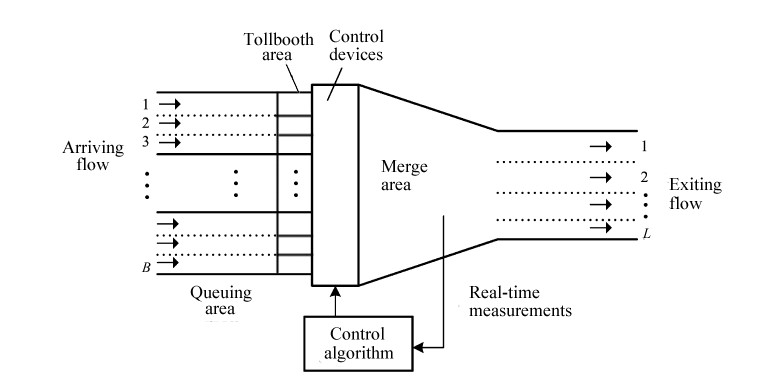 Tollbooth
area
Control
devices
1
2
3
Arriving
flow
B
Queuing
area
Merge
area
1
2
L
Exiting
flow
Real-time
measurements
Control
algorithm